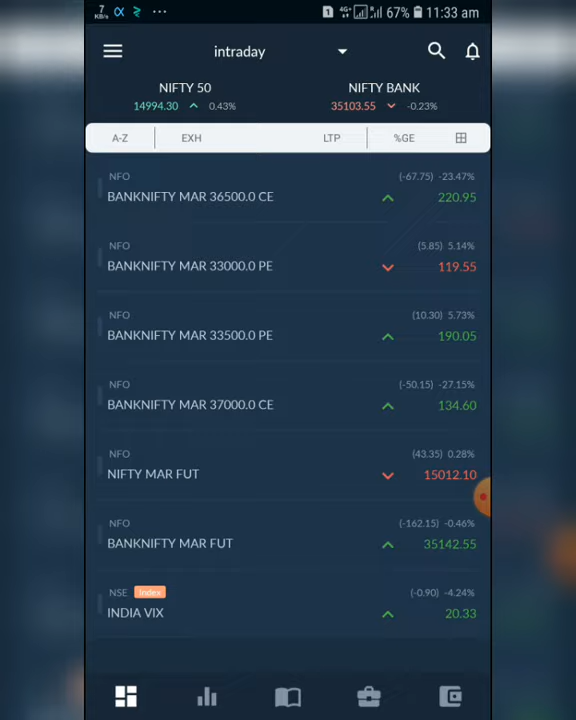 7
KB/s
1 4G+ 67% 11:33 am
intraday
NIFTY 50 NIFTY BANK
14994.30 0.43% 35103.55 -0.23%
A-Z EXH LTP %GE
NFO (-67.75) -23.47%
BANKNIFTY MAR 36500.0 CE 220.95
NFO (5.85) 5.14%
BANKNIFTY MAR 33000.0 PE 119.55
NFO (10.30) 5.73%
BANKNIFTY MAR 33500.0 PE 190.05
NFO (-50.15) -27.15%
BANKNIFTY MAR 37000.0 CE 134.60
NFO (43.35) 0.28%
NIFTY MAR FUT 15012.10
NFO (-162.15) -0.46%
BANKNIFTY MAR FUT 35142.55
NSE Index (-0.90) -4.24%
INDIA VIX 20.33